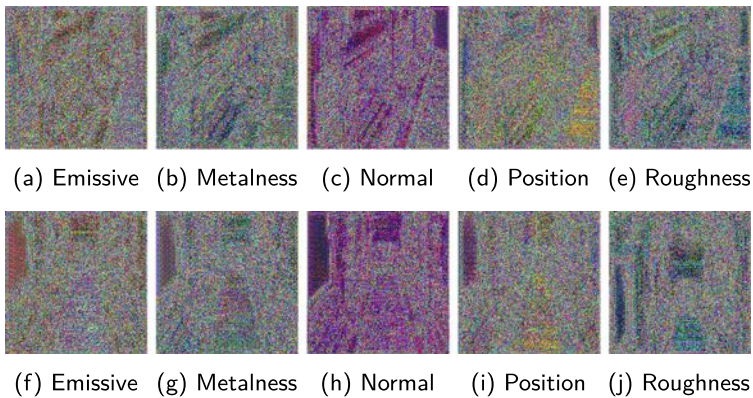 (a) Emissive (b) Metalness (c) Normal (d) Position (e) Roughness
(f) Emissive (g) Metalness (h) Normal (i) Position (j) Roughness